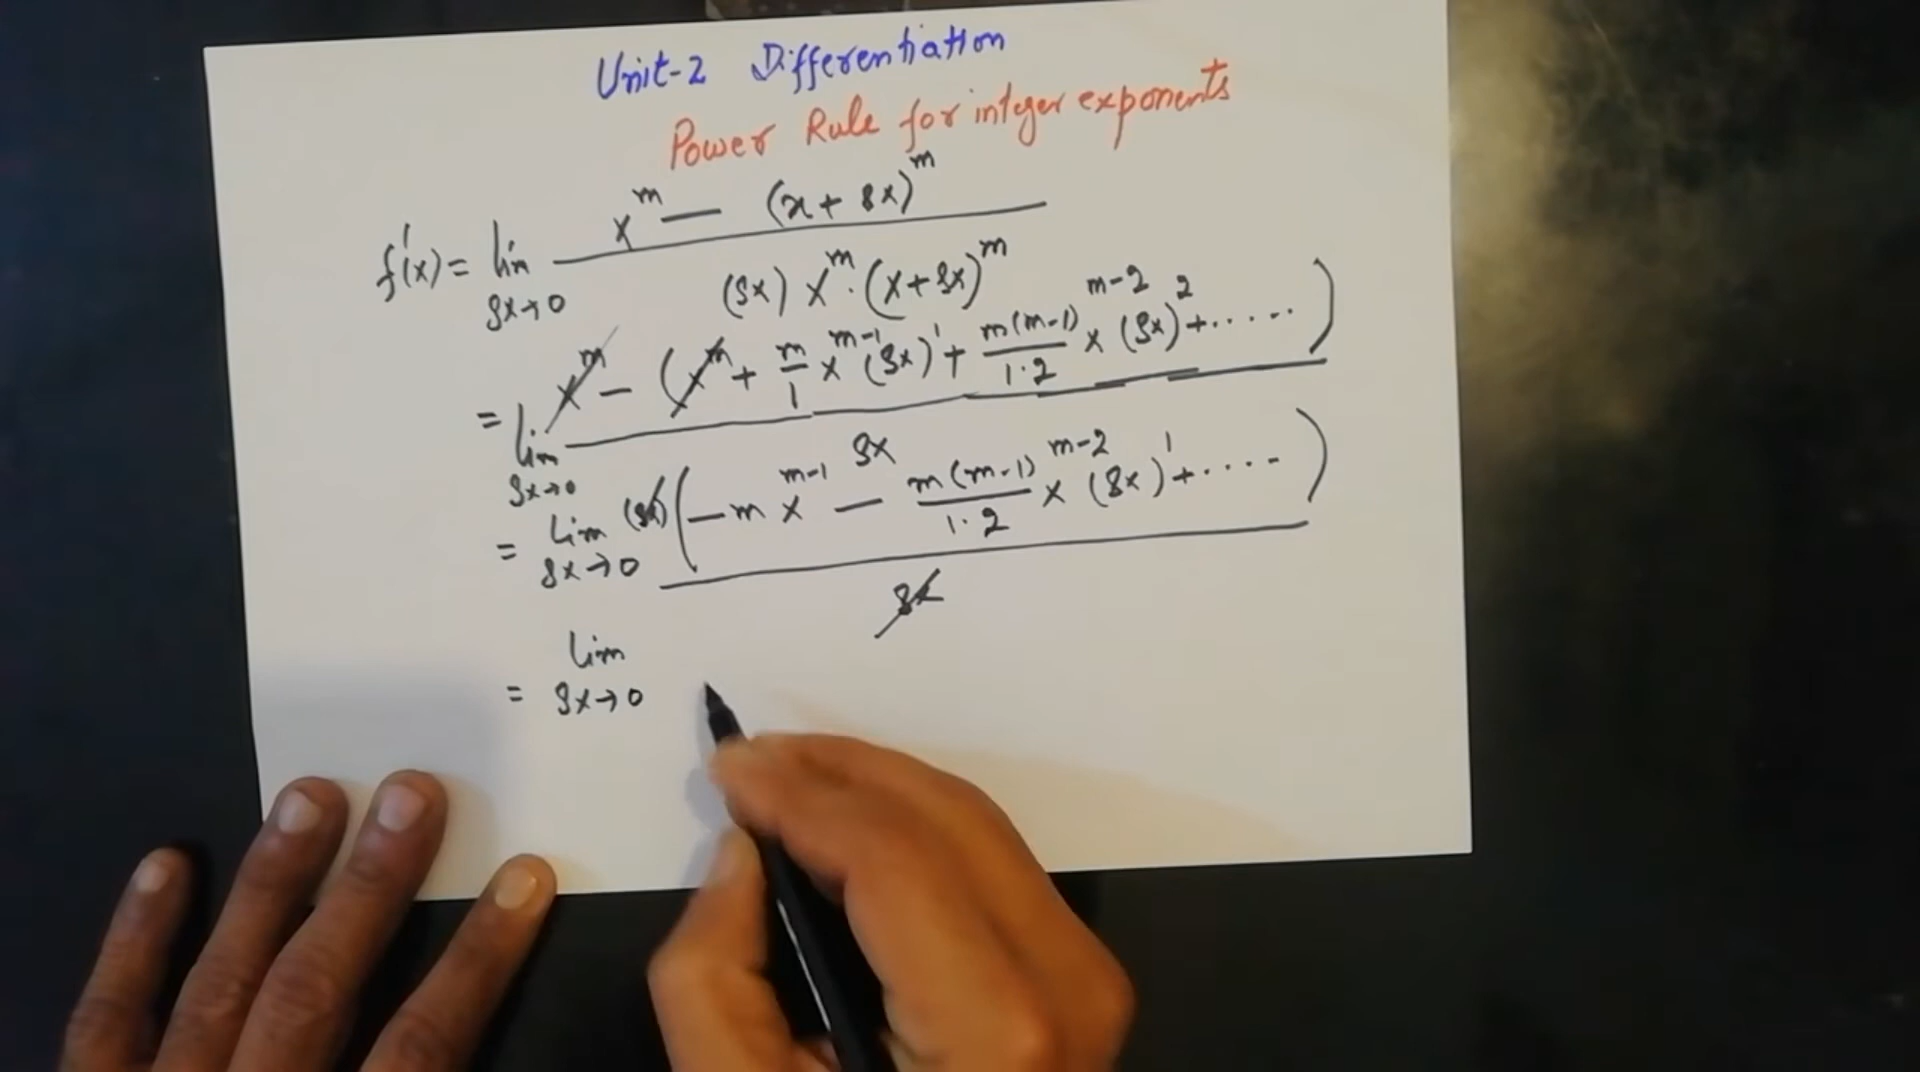 Unit-2 Differentiation
Power Rule for integer exponents
f'(x) = lim δx→0 x^m — (x + δx)^m / (δx) x^m · (x+δx)^m
= lim δx→0 x^m – (x^m + m/1 x^m-1 (δx)^1 + m(m-1)/1·2 x^m-2 (δx)^2 + ......) / δx
= lim δx→0 (δx) (–m x^m-1 – m(m-1)/1·2 x^m-2 (δx)^1 + .....) / δx
= lim δx→0